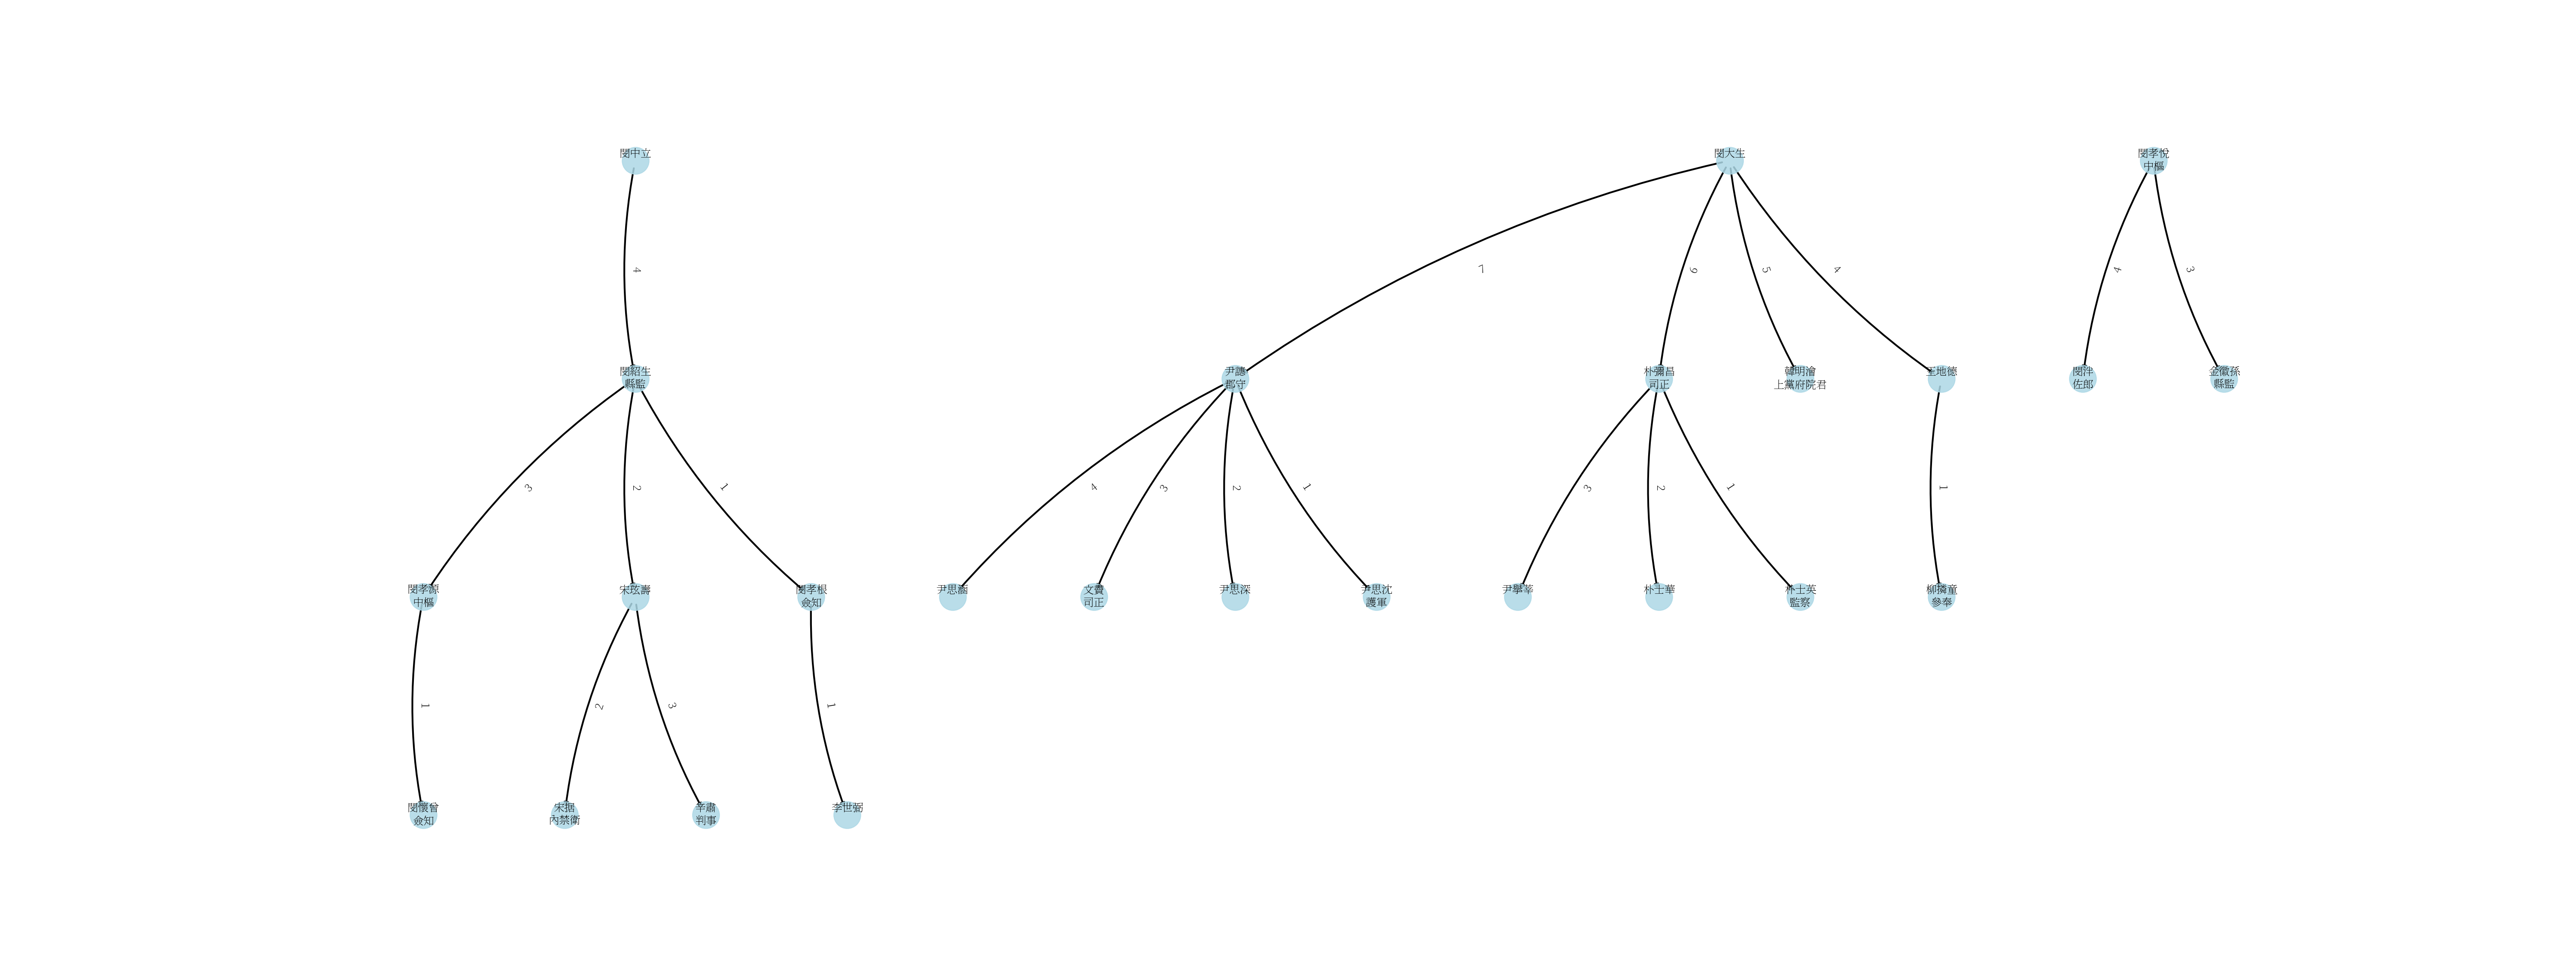 閔中立
閔大生
閔孝悅
中樞
4
7
6
5
4
4
3
閔紹生
縣監
尹譓
郡守
朴彌昌
司正
韓明澮
上黨府院君
王地德
閔泮
佐郎
金徽孫
縣監
3
2
1
4
3
2
1
3
2
1
1
閔孝源
中樞
宋玹壽
閔孝根
僉知
尹思涵
文賁
司正
尹思深
尹思沈
護軍
尹擧莘
朴士華
朴士英
監察
柳擣童
參奉
1
2
3
1
閔懷曾
僉知
宋据
內禁衛
辛肅
判事
李世弼